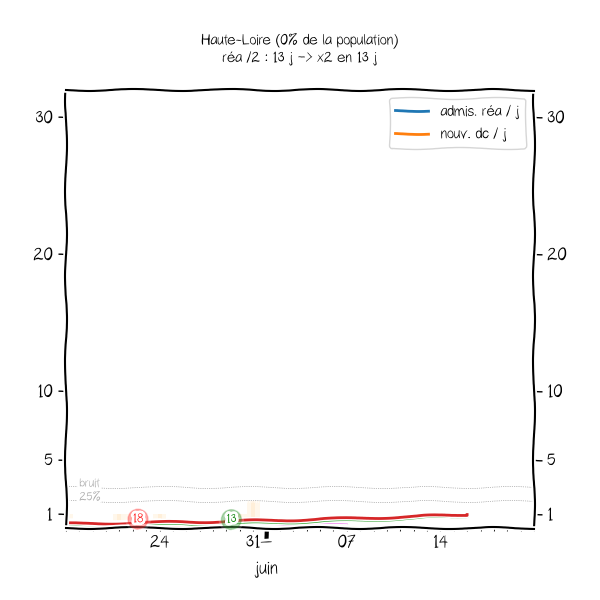 Haute-Loire (0% de la population)
réa /2 : 13 j -> x2 en 13 j
admis. réa / j
nouv. dc / j
30
30
20
20
10
10
5
5
bruit
25%
1
18
13
1
24
31
07
14
juin